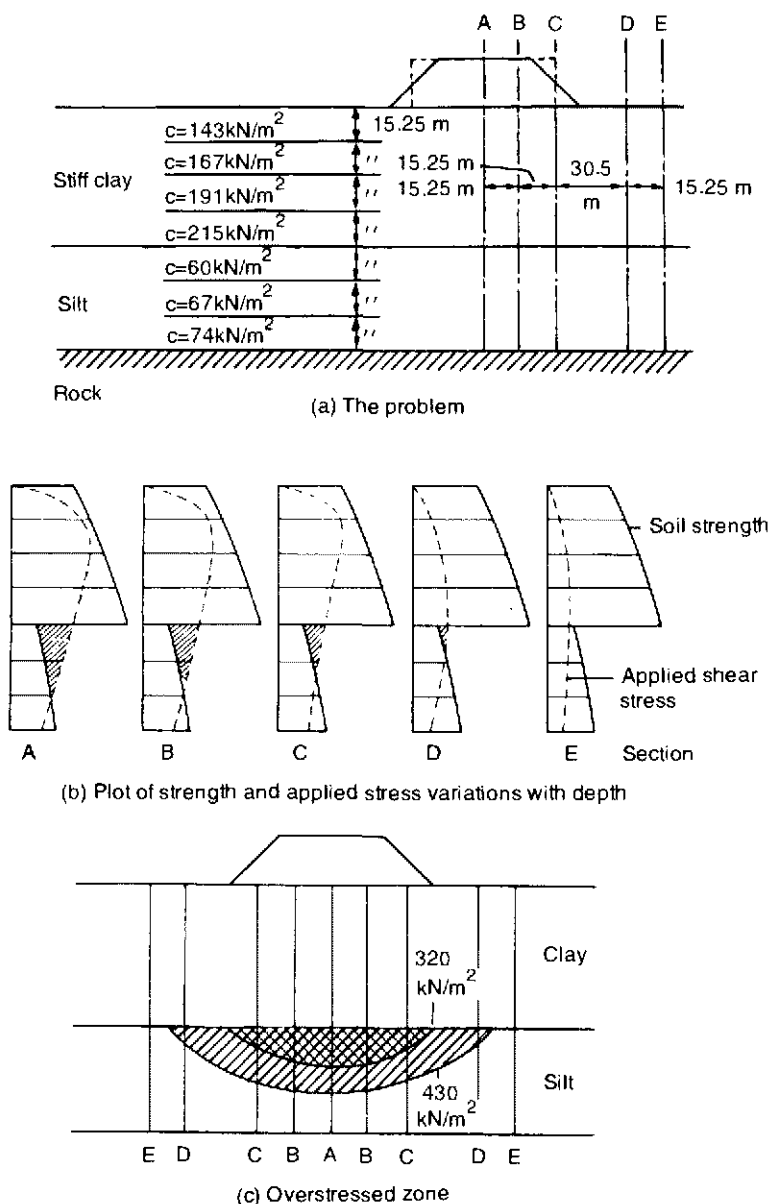 A B C D E
c=143kN/m²
15.25 m
c=167kN/m²
″
15.25 m
30·5
Stiff clay
c=191kN/m²
″
15.25 m
m
15.25 m
c=215kN/m²
″
c=60kN/m²
″
Silt
c=67kN/m²
″
c=74kN/m²
″
Rock
(a) The problem
Soil strength
Applied shear
stress
A B C D E Section
(b) Plot of strength and applied stress variations with depth
320
kN/m²
Clay
430
kN/m²
Silt
E D C B A B C D E
(c) Overstressed zone